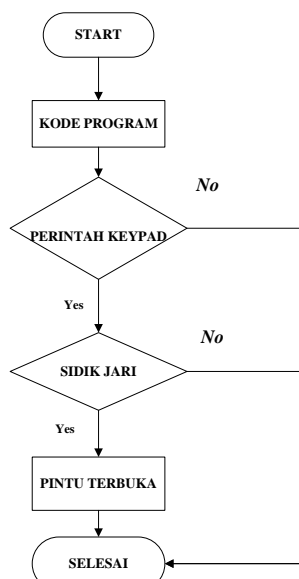 START
KODE PROGRAM
No
PERINTAH KEYPAD
Yes
No
SIDIK JARI
Yes
PINTU TERBUKA
SELESAI